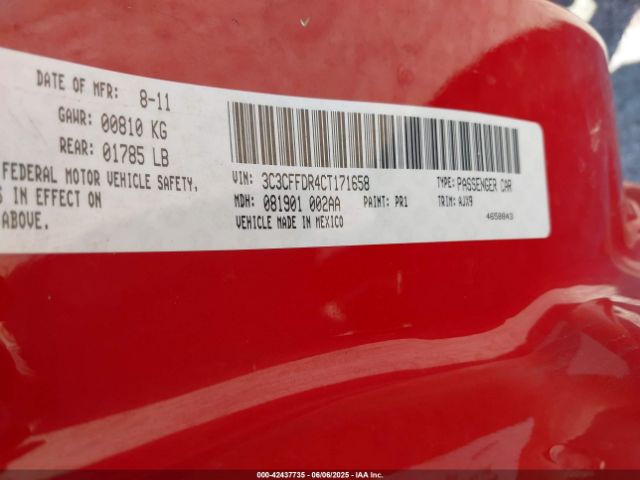 DATE OF MFR: 8-11
GAWR: 00810 KG
REAR: 01785 LB
FEDERAL MOTOR VEHICLE SAFETY,
S IN EFFECT ON
ABOVE.
VIN: 3C3CFFDR4CT171658 TYPE: PASSENGER CAR
MDH: 081901 002AA PAINT: PR1 TRIM: AJX9
VEHICLE MADE IN MEXICO 4650843
000-42437735 - 06/06/2025 - IAA Inc.